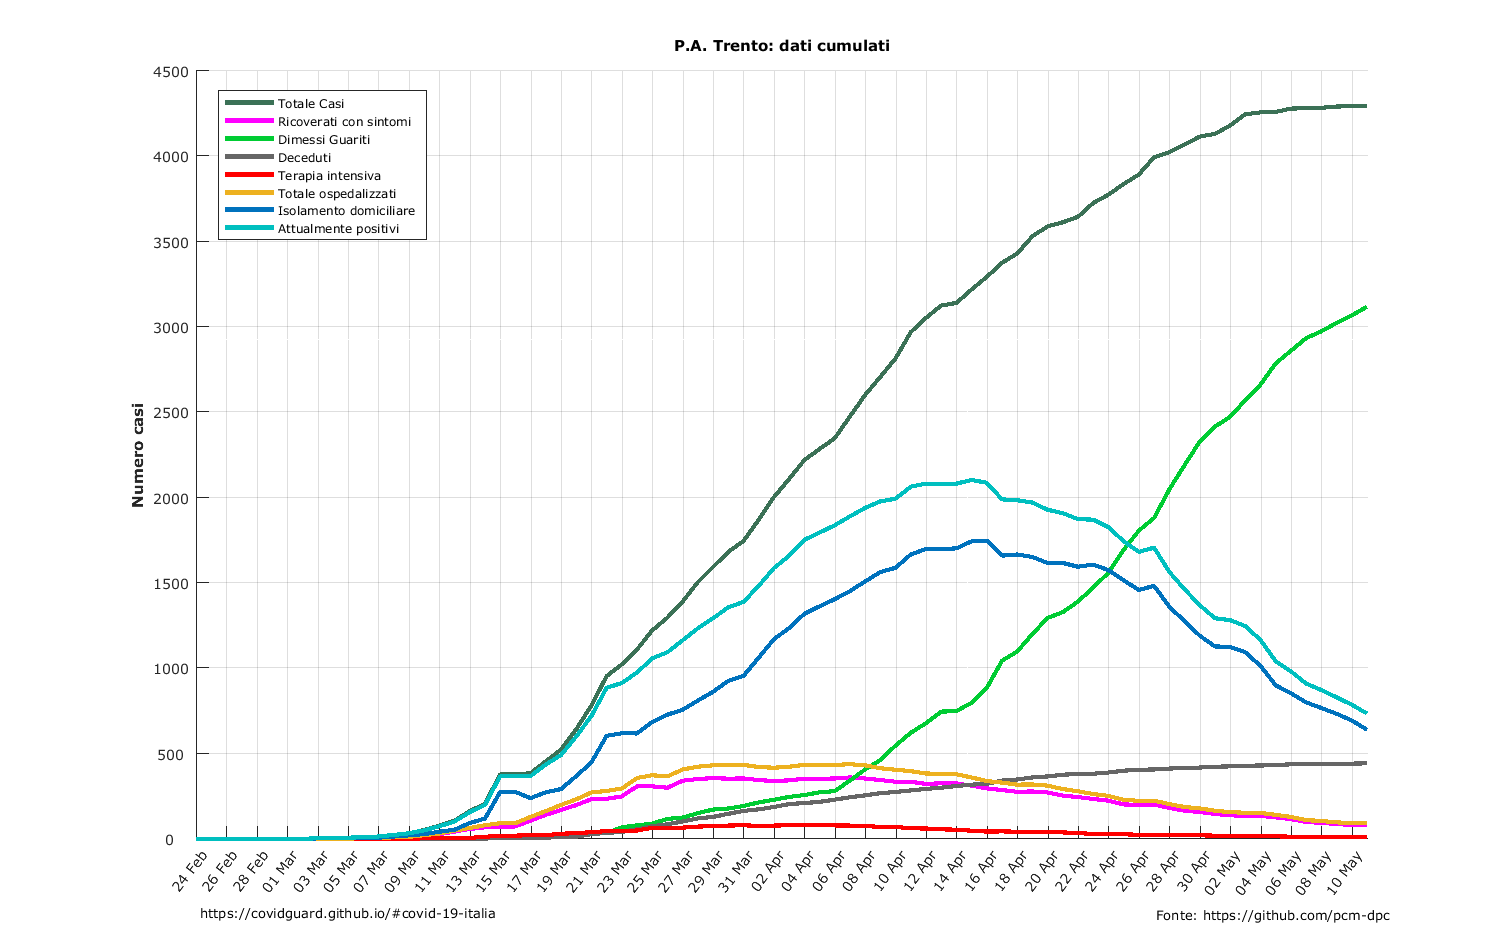 P.A. Trento: dati cumulati
Numero casi
4500
4000
3500
3000
2500
2000
1500
1000
500
0
Totale Casi
Ricoverati con sintomi
Dimessi Guariti
Deceduti
Terapia intensiva
Totale ospedalizzati
Isolamento domiciliare
Attualmente positivi
24 Feb
26 Feb
28 Feb
01 Mar
03 Mar
05 Mar
07 Mar
09 Mar
11 Mar
13 Mar
15 Mar
17 Mar
19 Mar
21 Mar
23 Mar
25 Mar
27 Mar
29 Mar
31 Mar
02 Apr
04 Apr
06 Apr
08 Apr
10 Apr
12 Apr
14 Apr
16 Apr
18 Apr
20 Apr
22 Apr
24 Apr
26 Apr
28 Apr
30 Apr
02 May
04 May
06 May
08 May
10 May
https://covidguard.github.io/#covid-19-italia
Fonte: https://github.com/pcm-dpc